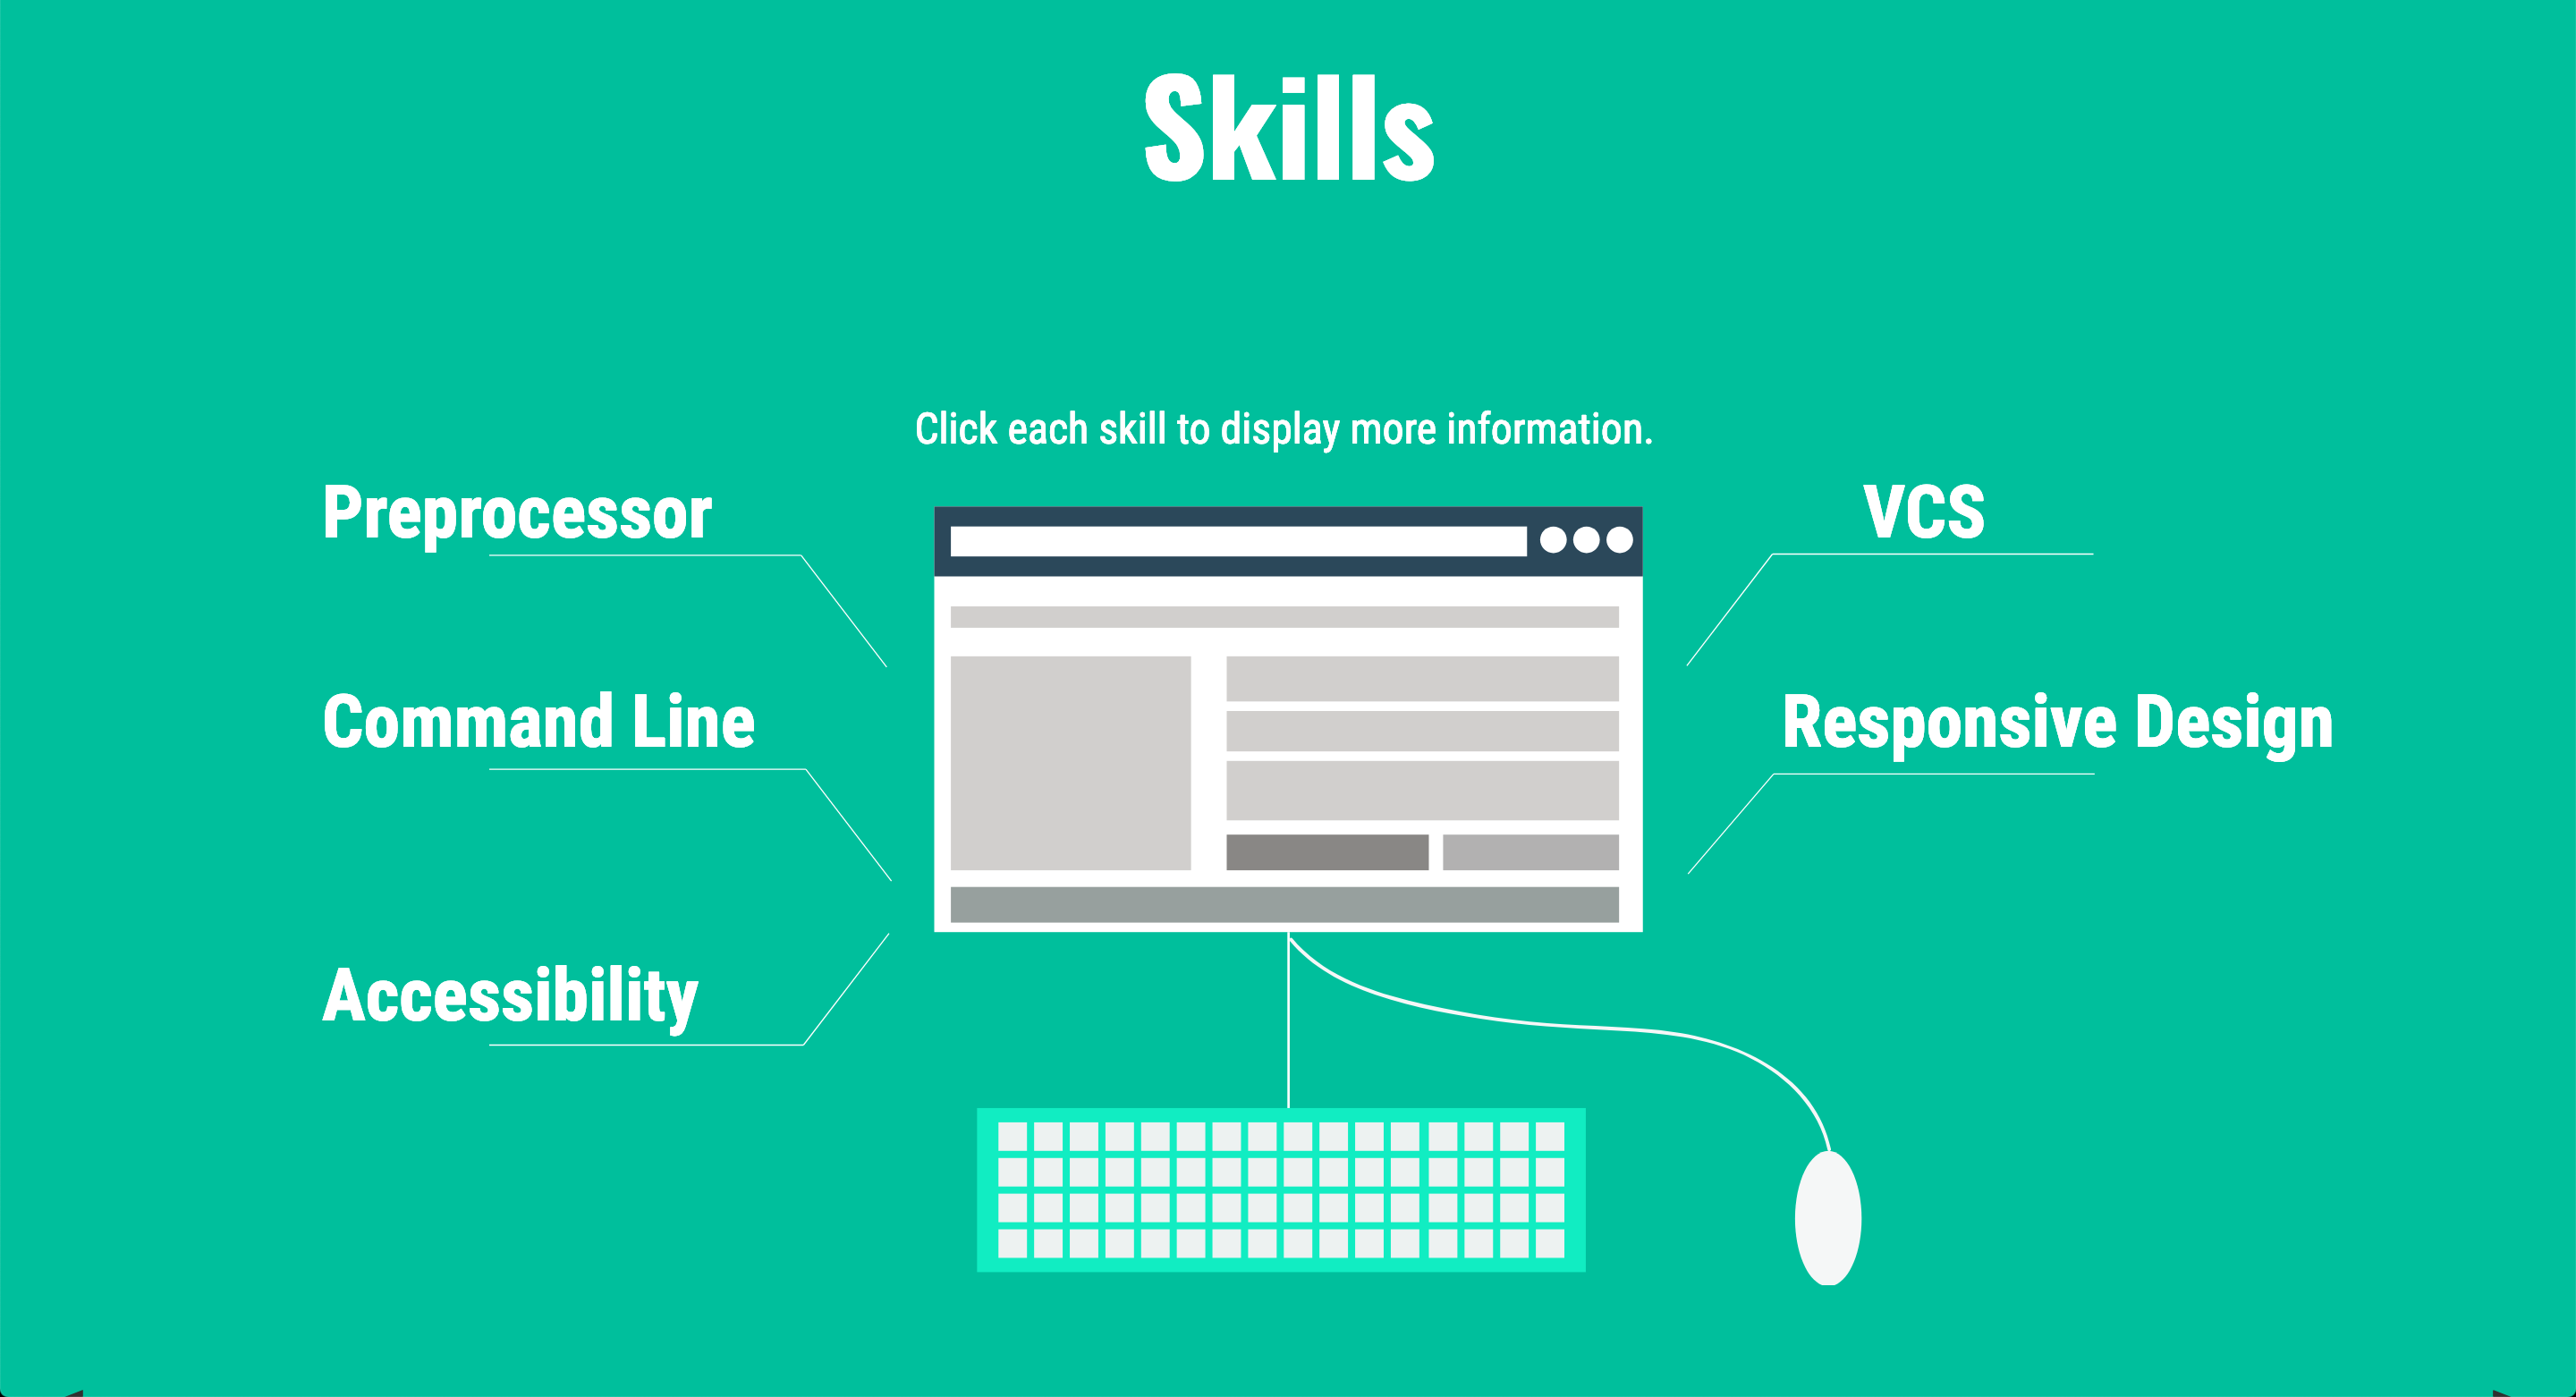 Skills
Click each skill to display more information.
Preprocessor
VCS
Command Line
Responsive Design
Accessibility